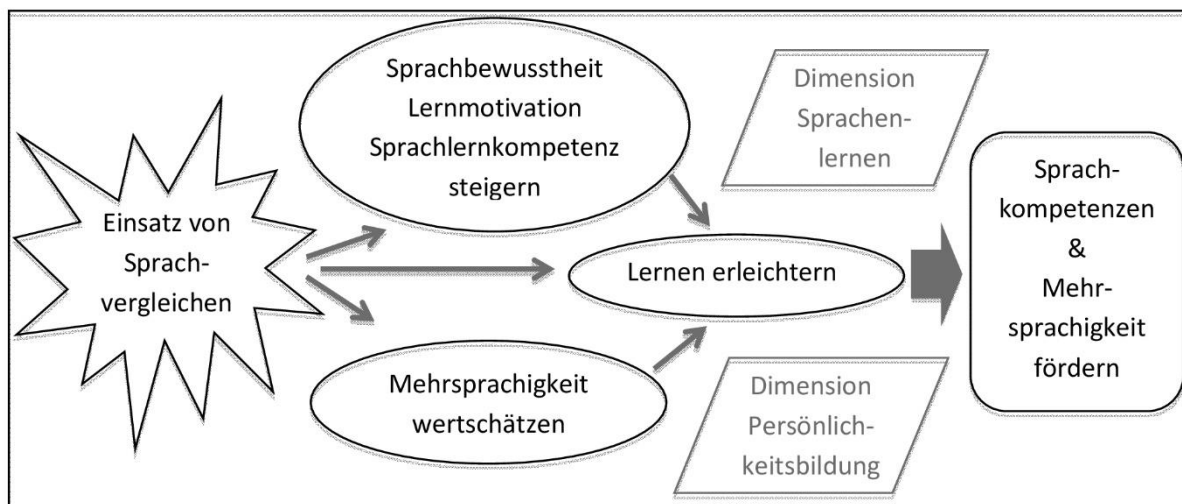 Einsatz von
Sprach-
vergleichen
Sprachbewusstheit
Lernmotivation
Sprachlernkompetenz
steigern
Mehrsprachigkeit
wertschätzen
Lernen erleichtern
Dimension
Sprachen-
lernen
Dimension
Persönlich-
keitsbildung
Sprach-
kompetenzen
&
Mehr-
sprachigkeit
fördern